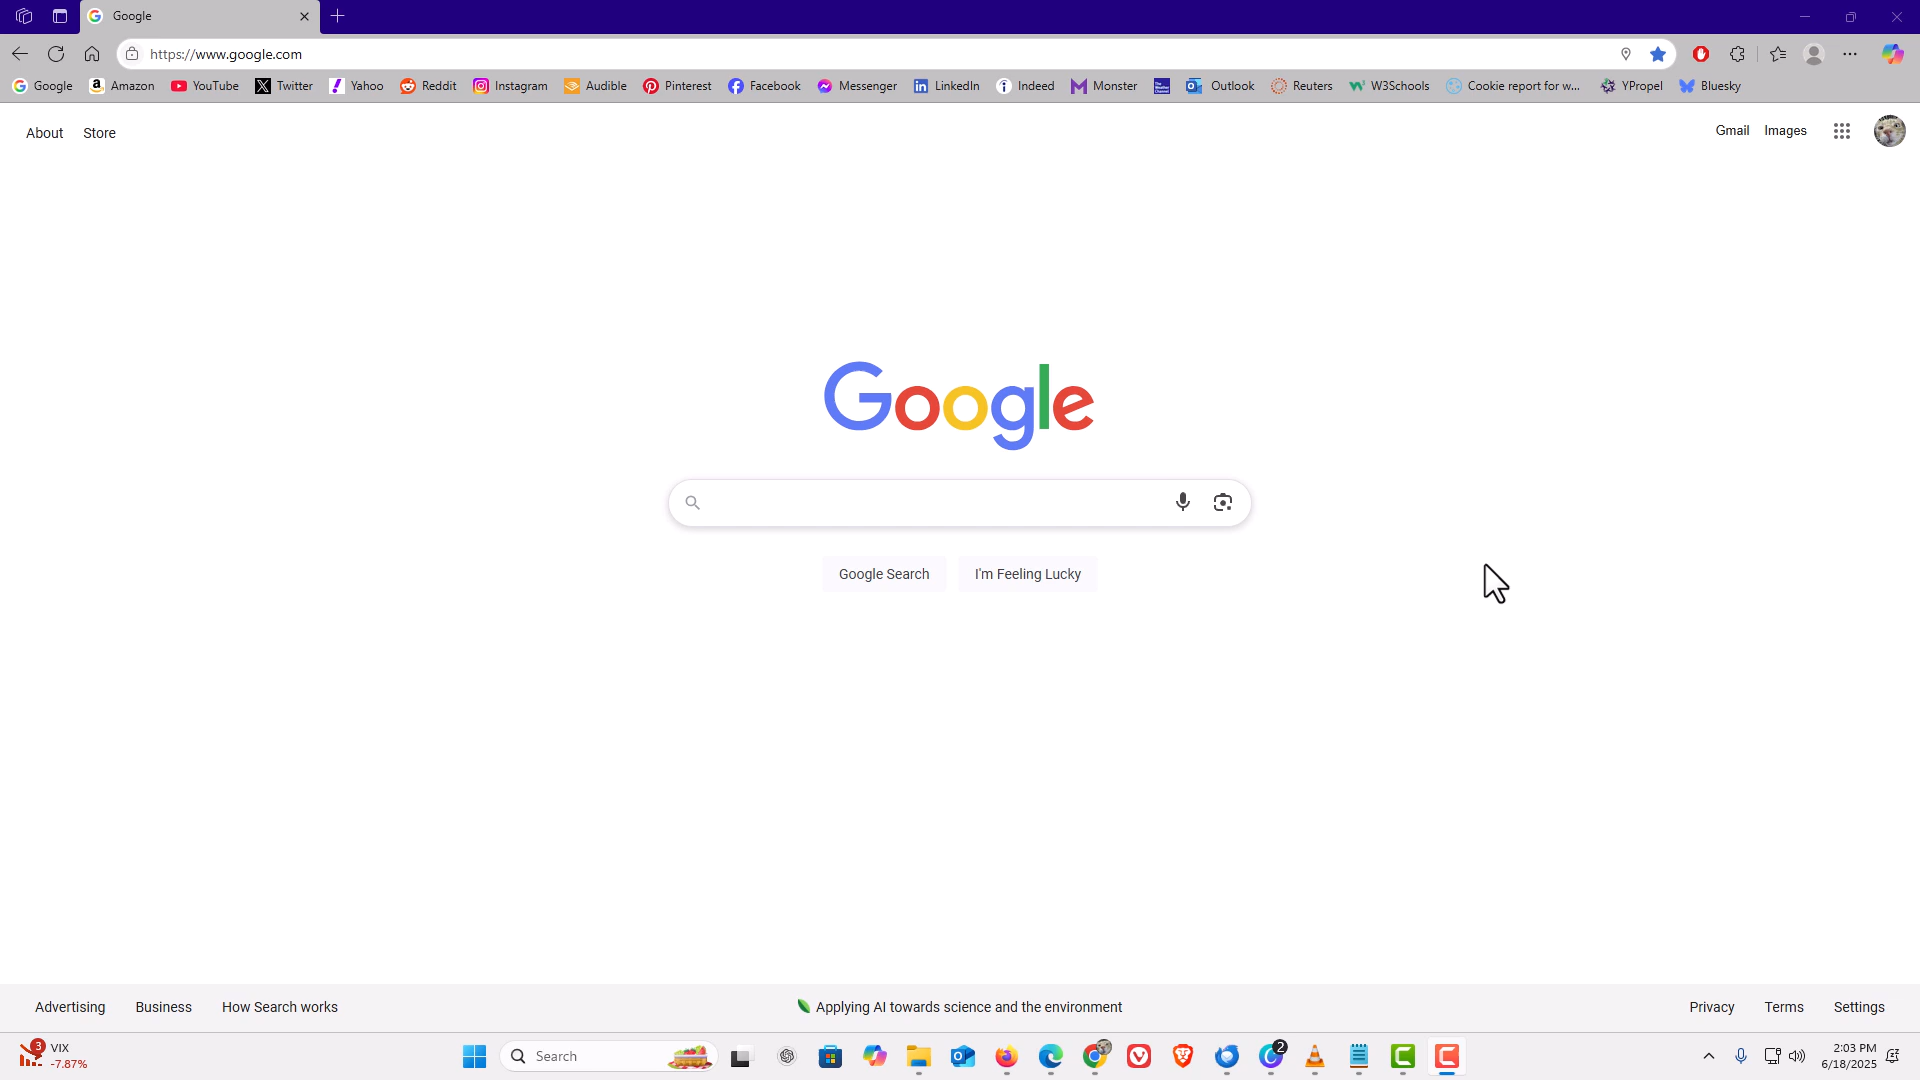 Google
https://www.google.com
Google Amazon YouTube Twitter Yahoo Reddit Instagram Audible Pinterest Facebook Messenger LinkedIn Indeed Monster Outlook Reuters W3Schools Cookie report for w... YPropel Bluesky
About Store Gmail Images
Google
Google Search I'm Feeling Lucky
Advertising Business How Search works Applying AI towards science and the environment Privacy Terms Settings
3 VIX
-7.87%
Search
2
2:03 PM
6/18/2025